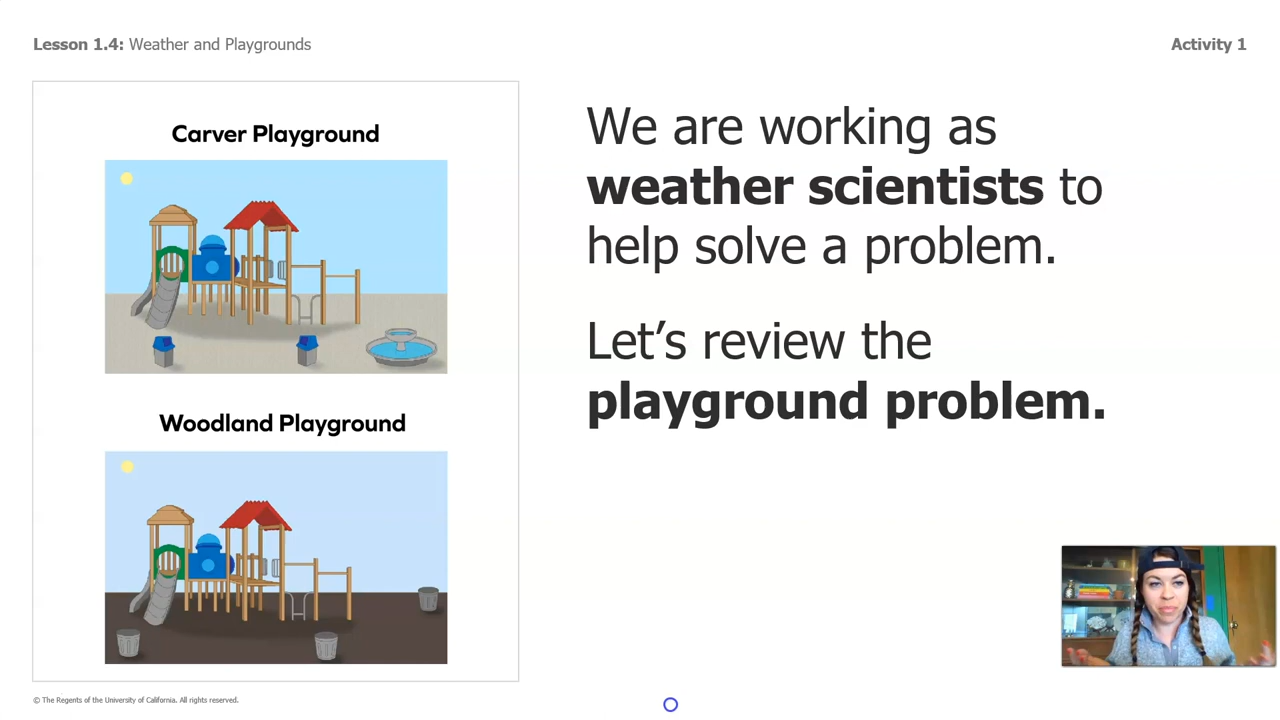 Lesson 1.4: Weather and Playgrounds
Activity 1
Carver Playground
Woodland Playground
We are working as
weather scientists to
help solve a problem.
Let’s review the
playground problem.
© The Regents of the University of California. All rights reserved.